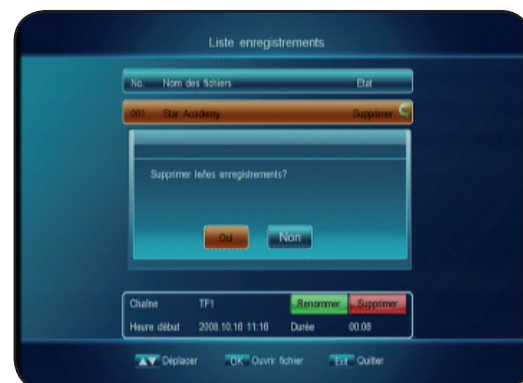 Liste enregistrements
No. Nom des fichiers Etat
001 Star Academy Supprimer
Supprimer le/les enregistrements?
Oui Non
Chaîne TF1 Renommer Supprimer
Heure début 2008.10.16 11:16 Durée 00:08
▲▼ Déplacer OK Ouvrir fichier Exit Quitter